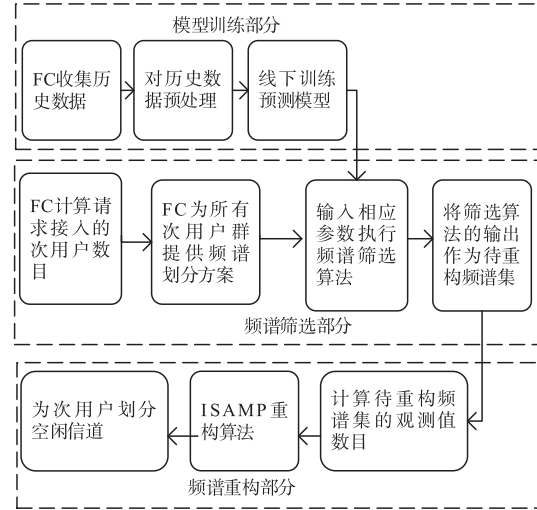 模型训练部分
FC收集历
史数据
对历史数
据预处理
线下训练
预测模型
FC计算请
求接入的
次用户数
目
FC为所有
次用户群
提供频谱
划分方案
输入相应
参数执行
频谱筛选
算法
将筛选算
法的输出
作为待重
构频谱集
频谱筛选部分
为次用户划分
空闲信道
ISAMP重
构算法
计算待重构频
谱集的观测值
数目
频谱重构部分